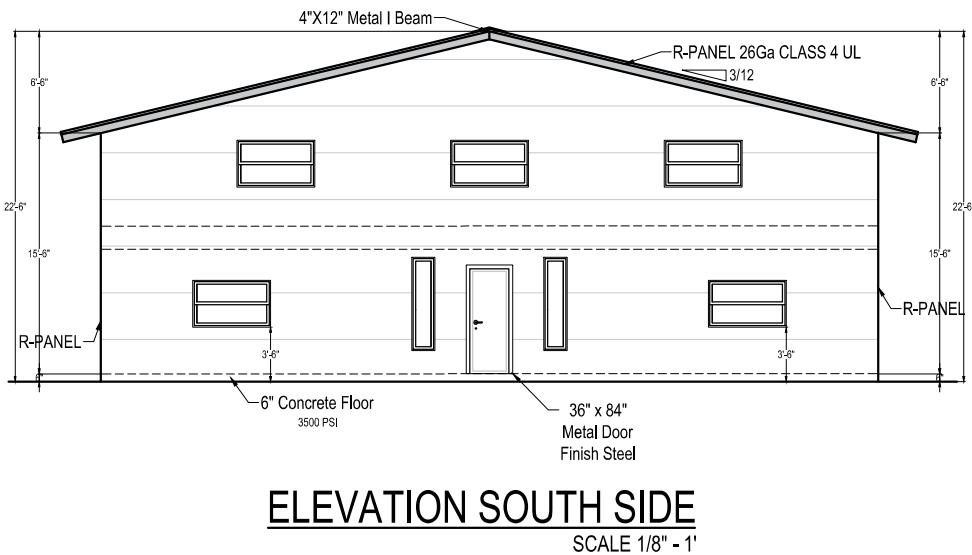 4"X12" Metal I Beam
R-PANEL 26Ga CLASS 4 UL
3/12
6'-6"
6'-6"
22'-6"
22'-6
15'-6"
15'-6"
R-PANEL
R-PANEL
3'-6"
3'-6"
6" Concrete Floor
3500 PSI
36" x 84"
Metal Door
Finish Steel
ELEVATION SOUTH SIDE
SCALE 1/8" - 1'